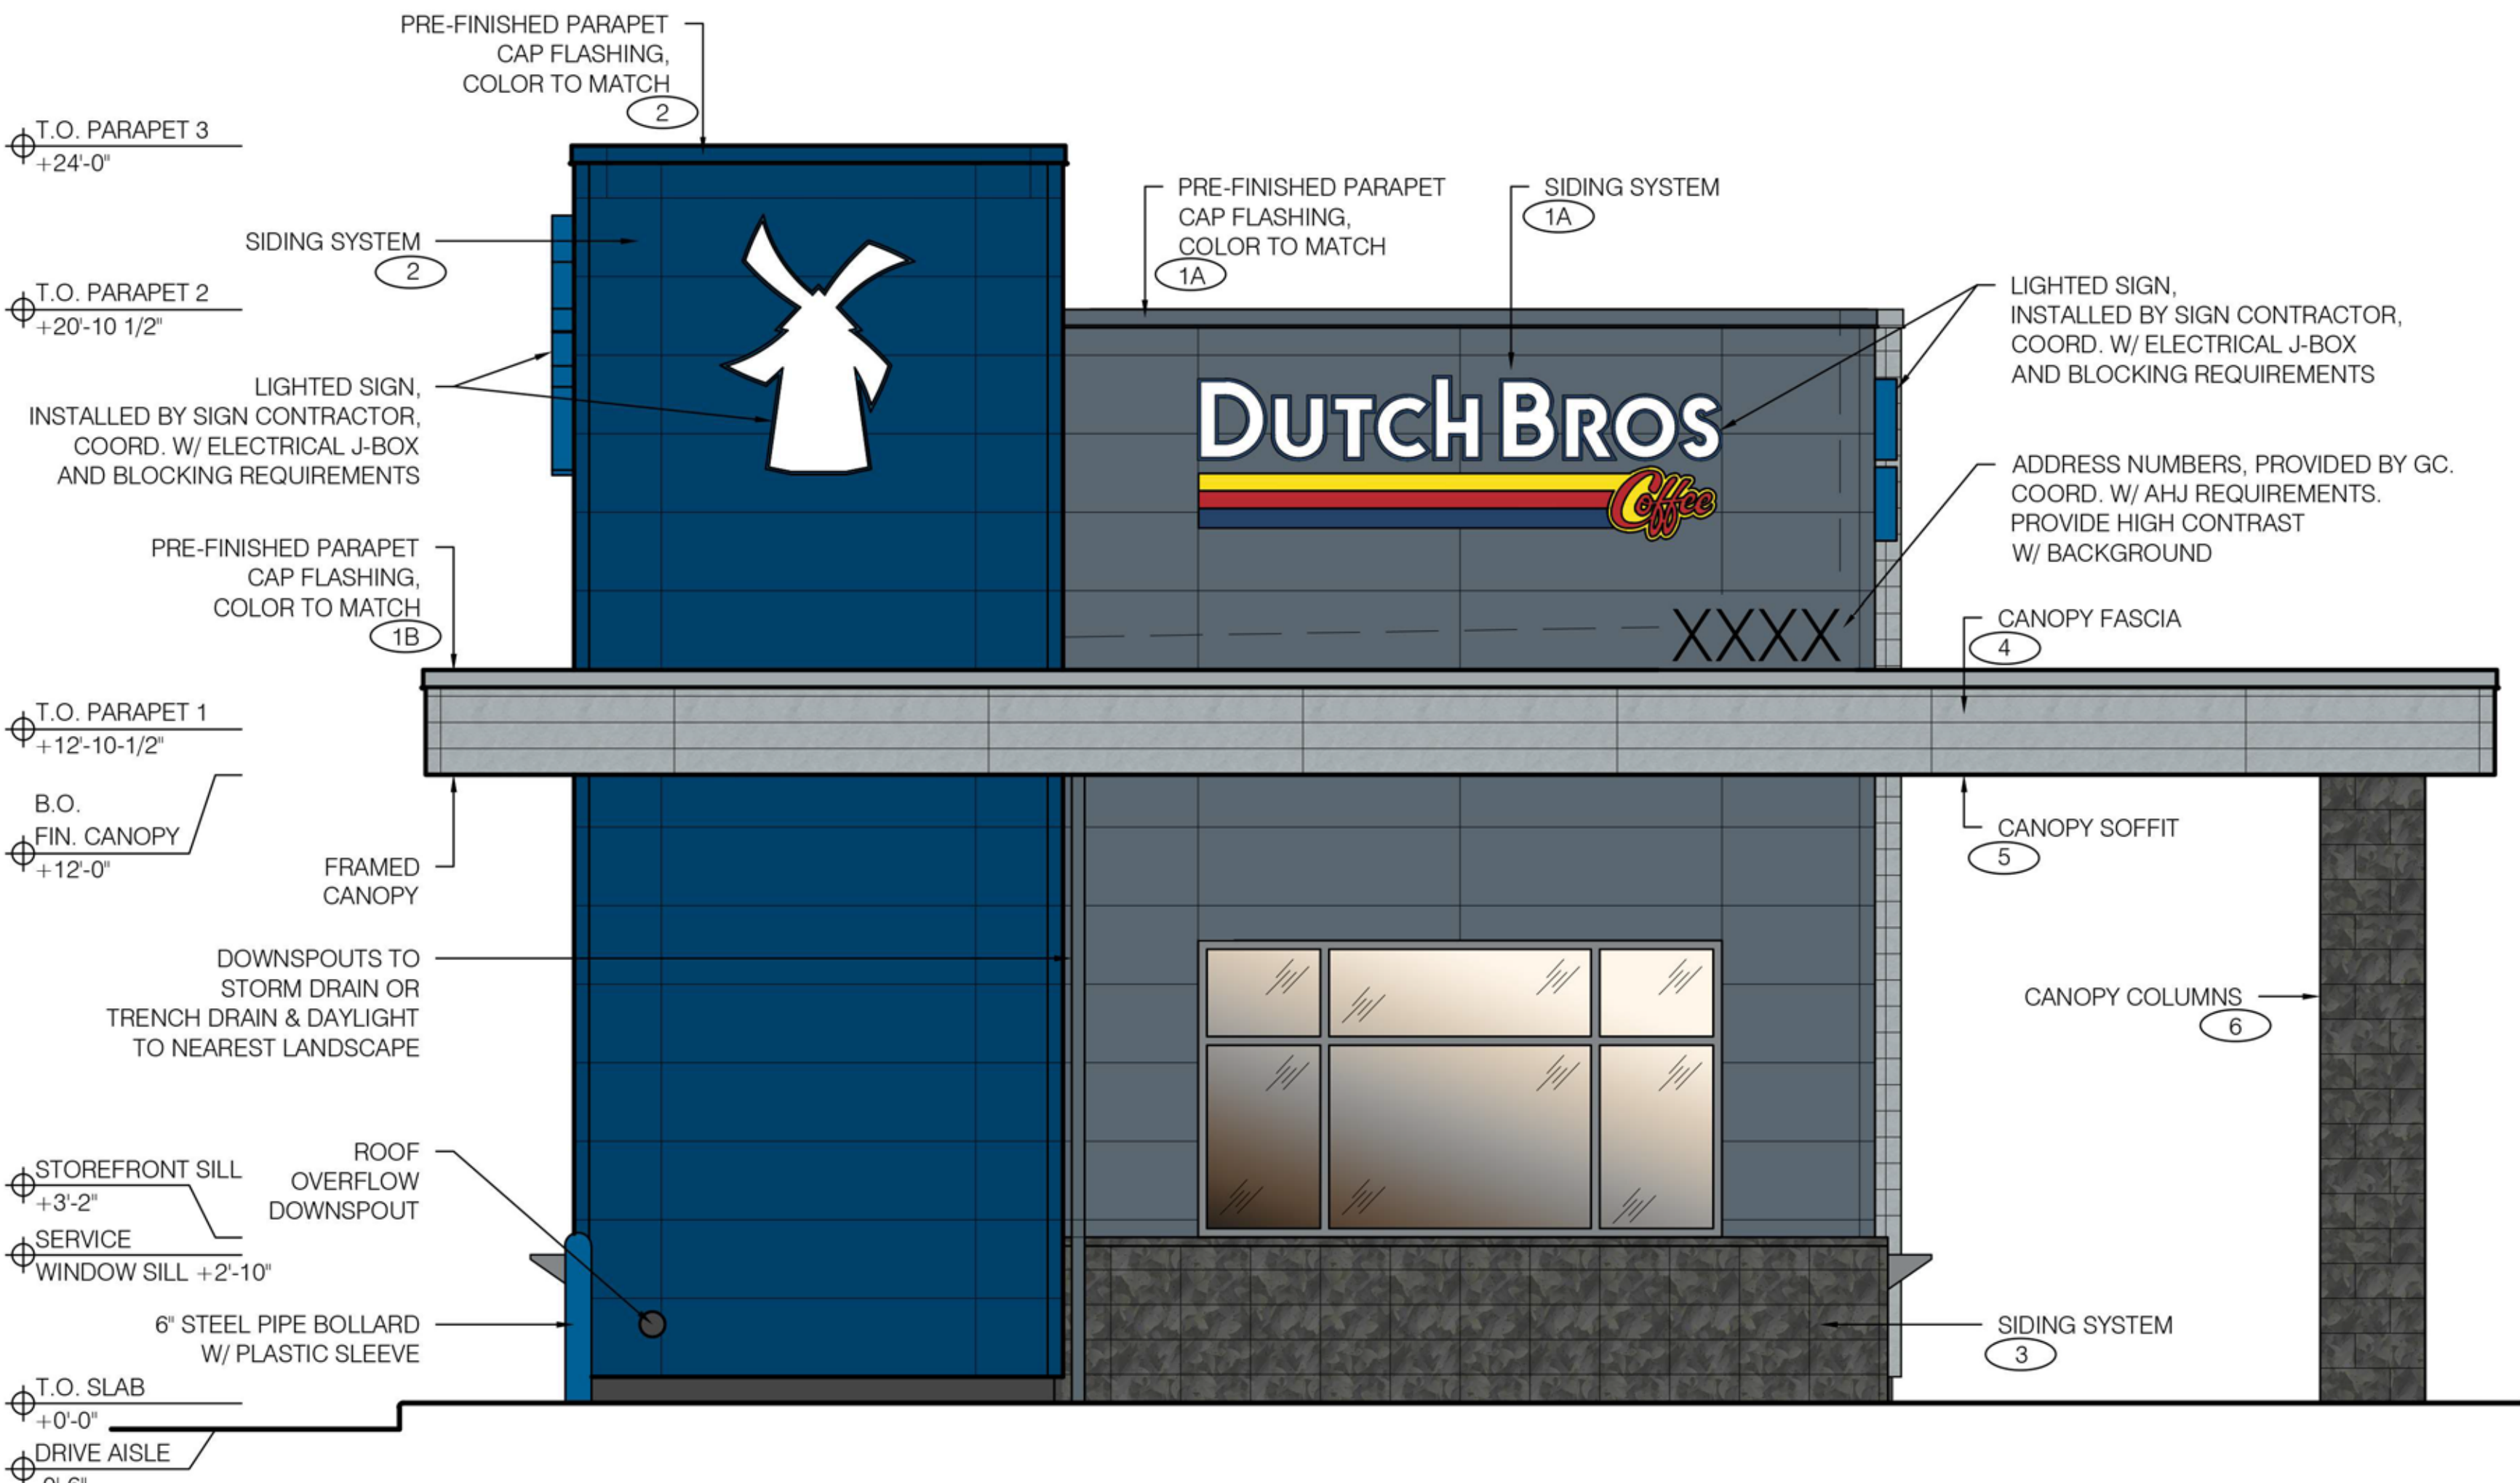 PRE-FINISHED PARAPET
CAP FLASHING,
COLOR TO MATCH
2
T.O. PARAPET 3
+24'-0"
PRE-FINISHED PARAPET
CAP FLASHING,
COLOR TO MATCH
1A
SIDING SYSTEM
1A
SIDING SYSTEM
2
T.O. PARAPET 2
+20'-10 1/2"
LIGHTED SIGN,
INSTALLED BY SIGN CONTRACTOR,
COORD. W/ ELECTRICAL J-BOX
AND BLOCKING REQUIREMENTS
LIGHTED SIGN,
INSTALLED BY SIGN CONTRACTOR,
COORD. W/ ELECTRICAL J-BOX
AND BLOCKING REQUIREMENTS
DUTCH BROS
Coffee
ADDRESS NUMBERS, PROVIDED BY GC.
COORD. W/ AHJ REQUIREMENTS.
PROVIDE HIGH CONTRAST
W/ BACKGROUND
PRE-FINISHED PARAPET
CAP FLASHING,
COLOR TO MATCH
1B
XXXX
CANOPY FASCIA
4
T.O. PARAPET 1
+12'-10-1/2"
B.O.
FIN. CANOPY
+12'-0"
FRAMED
CANOPY
CANOPY SOFFIT
5
DOWNSPOUTS TO
STORM DRAIN OR
TRENCH DRAIN & DAYLIGHT
TO NEAREST LANDSCAPE
CANOPY COLUMNS
6
ROOF
OVERFLOW
DOWNSPOUT
STOREFRONT SILL
+3'-2"
SERVICE
WINDOW SILL +2'-10"
6" STEEL PIPE BOLLARD
W/ PLASTIC SLEEVE
SIDING SYSTEM
3
T.O. SLAB
+0'-0"
DRIVE AISLE